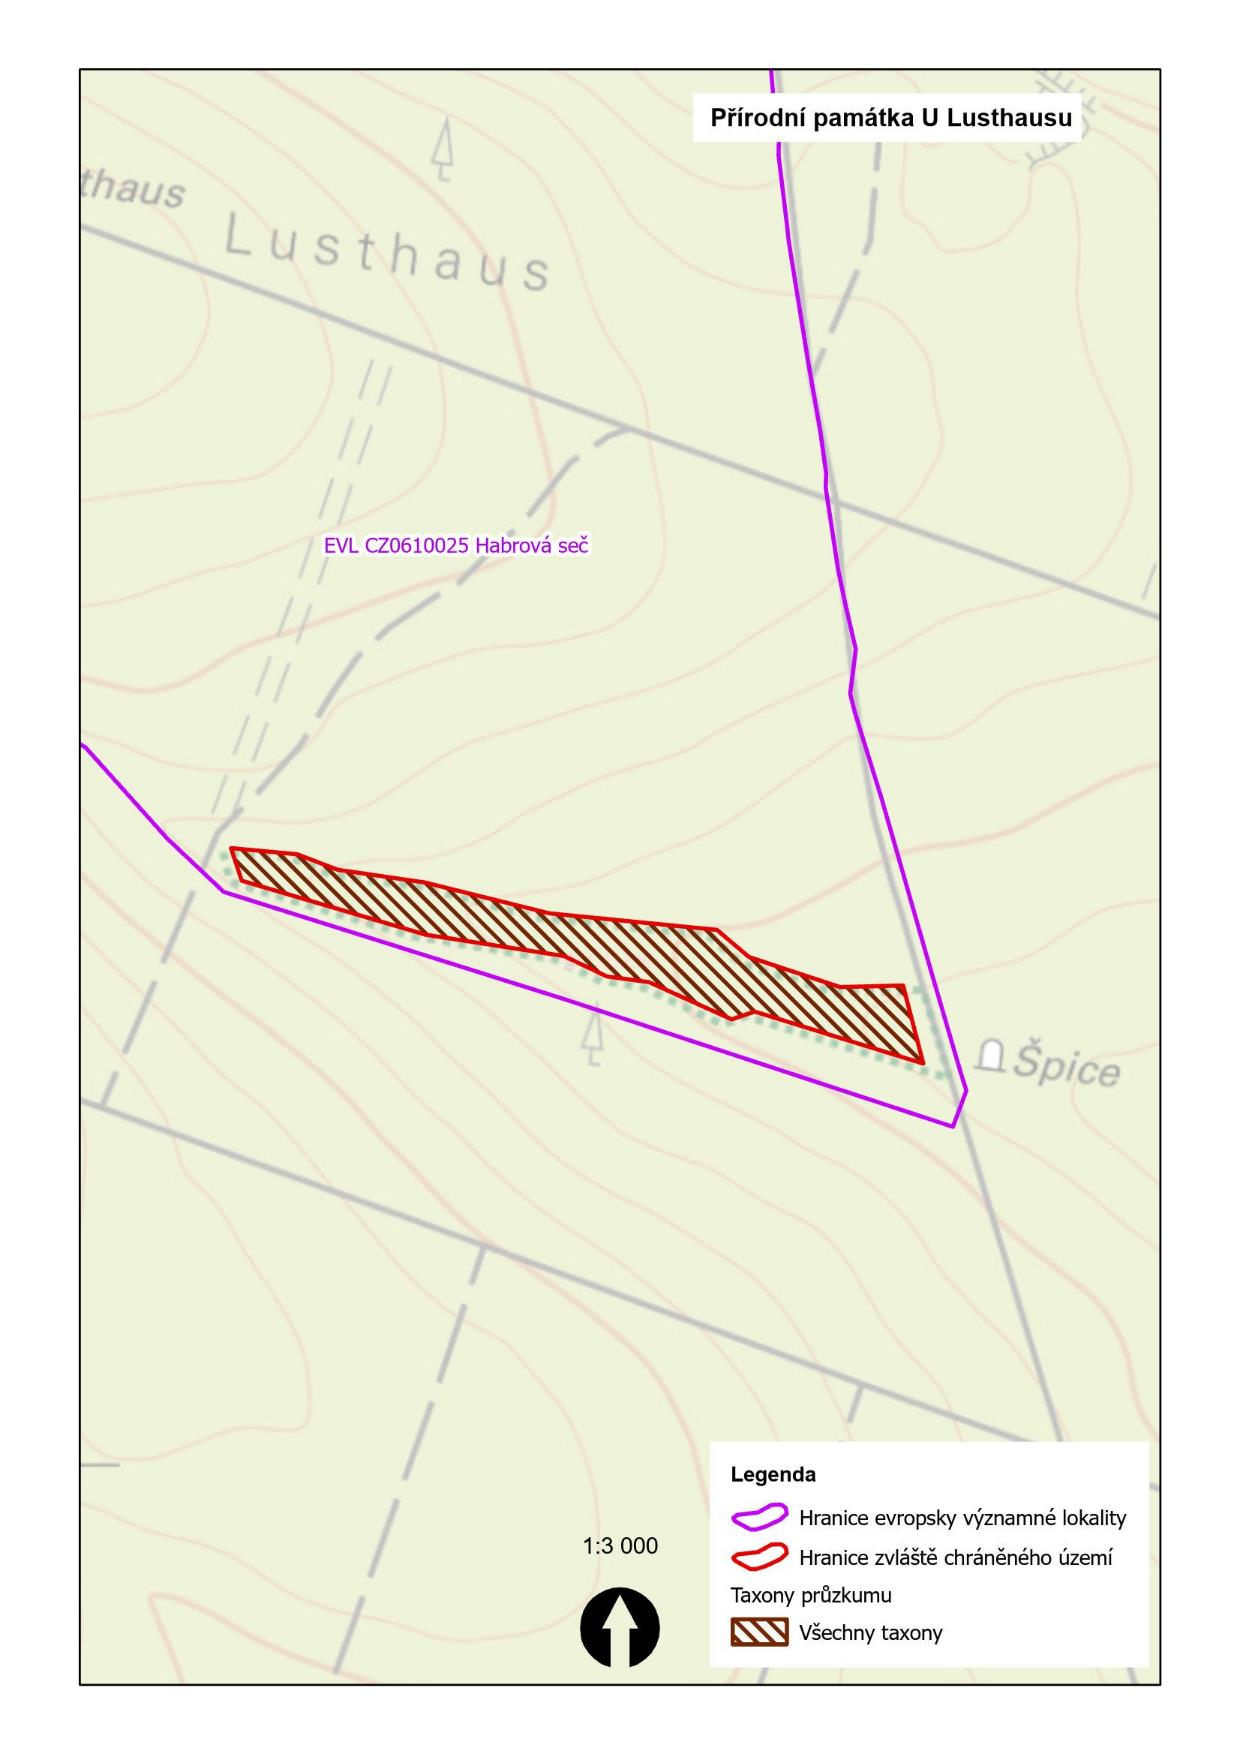 Přírodní památka U Lusthausu
thaus
Lusthaus
EVL CZ0610025 Habrová seč
Špice
Legenda
Hranice evropsky významné lokality
Hranice zvláště chráněného území
Taxony průzkumu
Všechny taxony
1:3 000